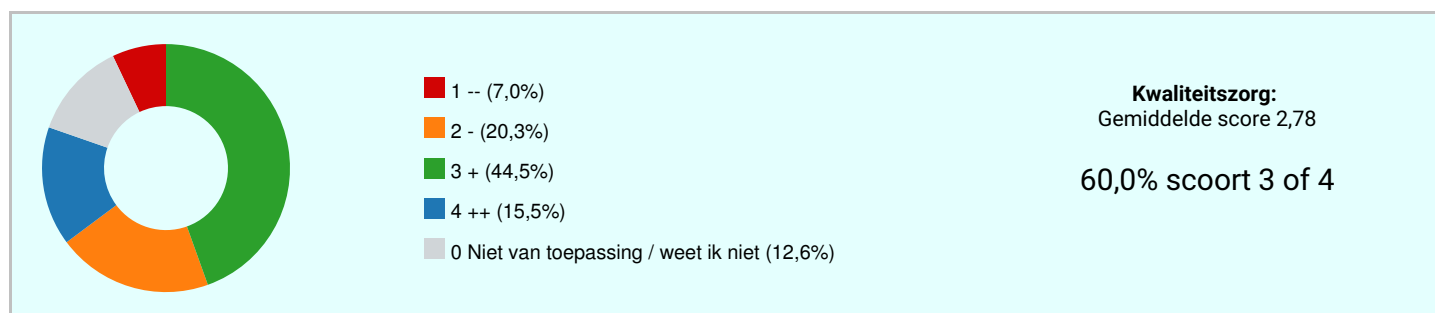 1 -- (7,0%)
2 - (20,3%)
3 + (44,5%)
4 ++ (15,5%)
0 Niet van toepassing / weet ik niet (12,6%)
Kwaliteitszorg:
Gemiddelde score 2,78
60,0% scoort 3 of 4